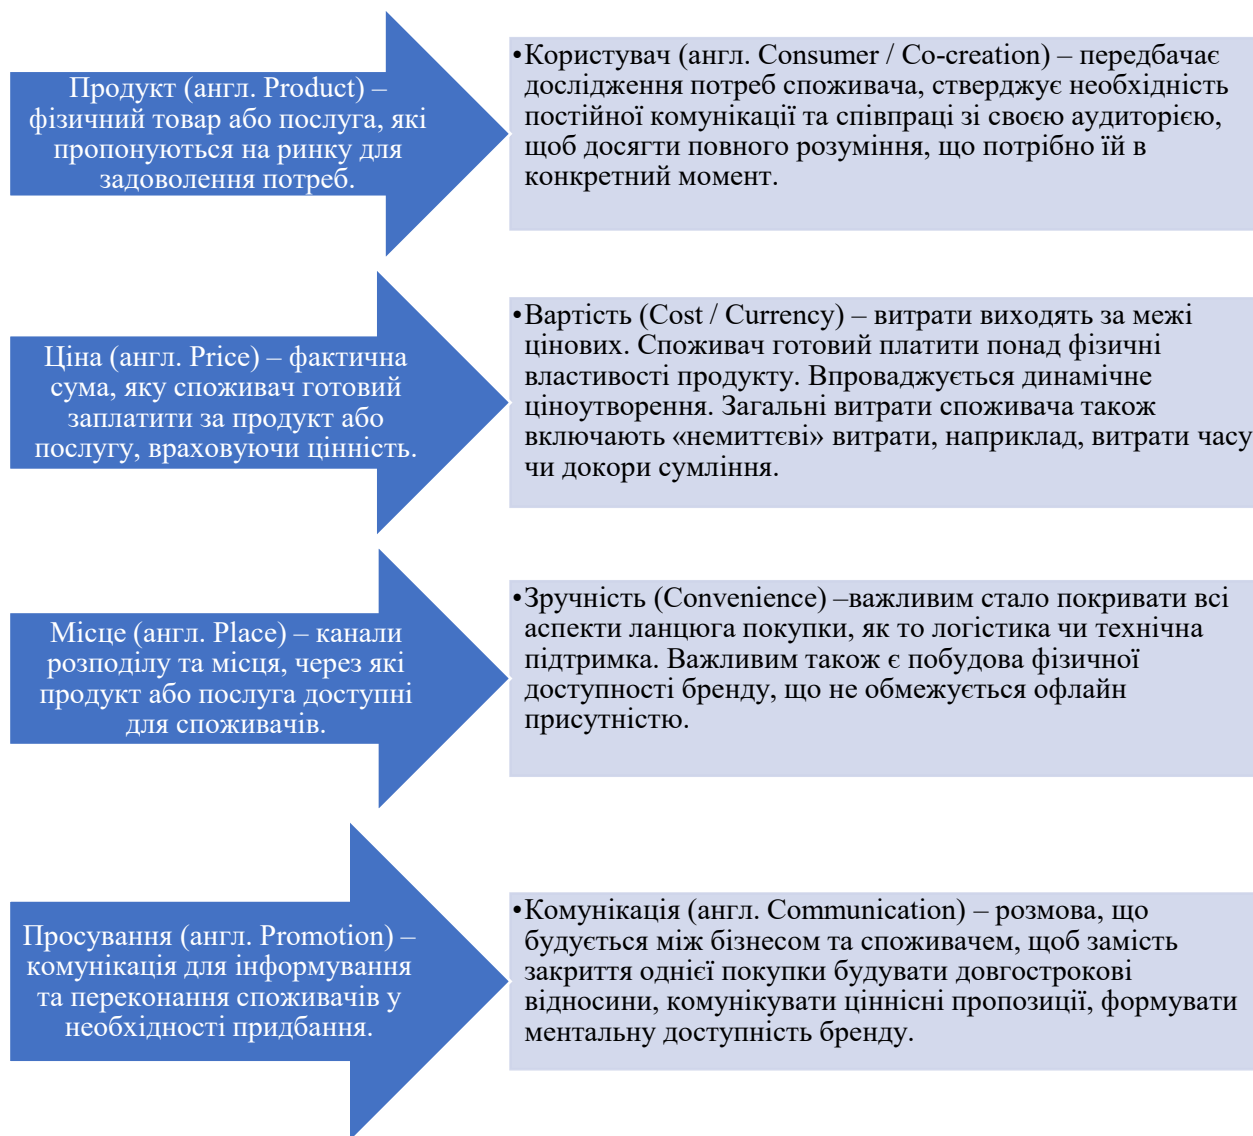 Продукт (англ. Product) –
фізичний товар або послуга, які
пропонуються на ринку для
задоволення потреб.
•Користувач (англ. Consumer / Co-creation) – передбачає
дослідження потреб споживача, стверджує необхідність
постійної комунікації та співпраці зі своєю аудиторією,
щоб досягти повного розуміння, що потрібно їй в
конкретний момент.
Ціна (англ. Price) – фактична
сума, яку споживач готовий
заплатити за продукт або
послугу, враховуючи цінність.
•Вартість (Cost / Currency) – витрати виходять за межі
цінових. Споживач готовий платити понад фізичні
властивості продукту. Впроваджується динамічне
ціноутворення. Загальні витрати споживача також
включають «немиттєві» витрати, наприклад, витрати часу
чи докори сумління.
Місце (англ. Place) – канали
розподілу та місця, через які
продукт або послуга доступні
для споживачів.
•Зручність (Convenience) –важливим стало покривати всі
аспекти ланцюга покупки, як то логістика чи технічна
підтримка. Важливим також є побудова фізичної
доступності бренду, що не обмежується офлайн
присутністю.
Просування (англ. Promotion) –
комунікація для інформування
та переконання споживачів у
необхідності придбання.
•Комунікація (англ. Communication) – розмова, що
будується між бізнесом та споживачем, щоб замість
закриття однієї покупки будувати довгострокові
відносини, комунікувати ціннісні пропозиції, формувати
ментальну доступність бренду.